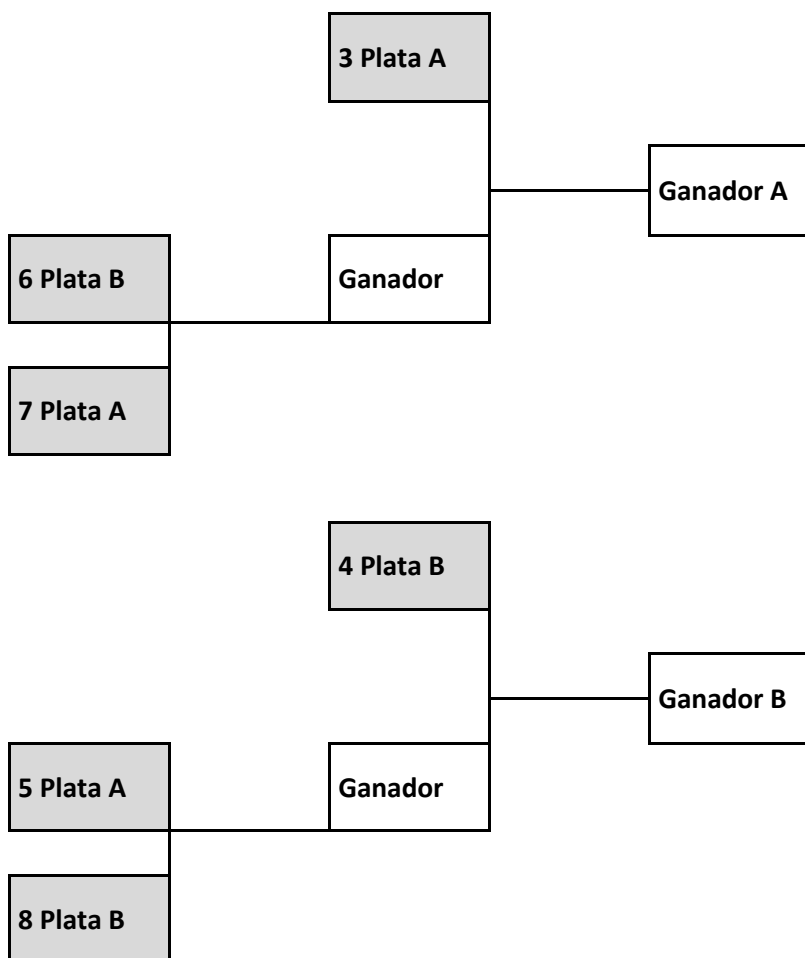 3 Plata A
Ganador A
6 Plata B
Ganador
7 Plata A
4 Plata B
Ganador B
5 Plata A
Ganador
8 Plata B